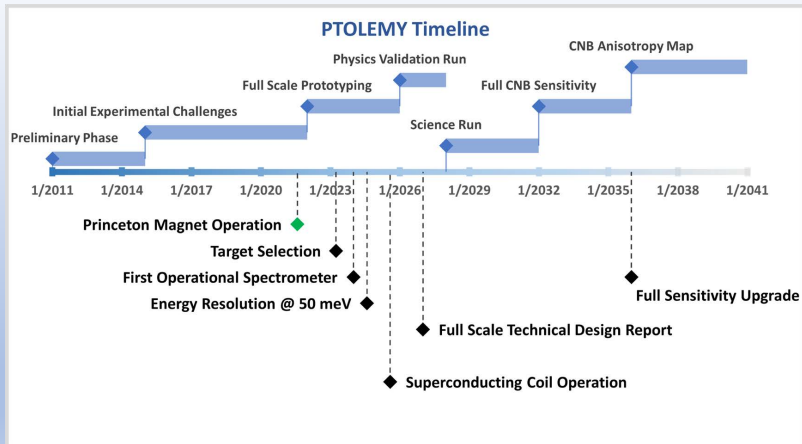 PTOLEMY Timeline
CNB Anisotropy Map
Physics Validation Run
Full Scale Prototyping
Full CNB Sensitivity
Initial Experimental Challenges
Science Run
Preliminary Phase
1/2011 1/2014 1/2017 1/2020 1/2023 1/2026 1/2029 1/2032 1/2035 1/2038 1/2041
Princeton Magnet Operation
Target Selection
First Operational Spectrometer
Full Sensitivity Upgrade
Energy Resolution @ 50 meV
Full Scale Technical Design Report
Superconducting Coil Operation